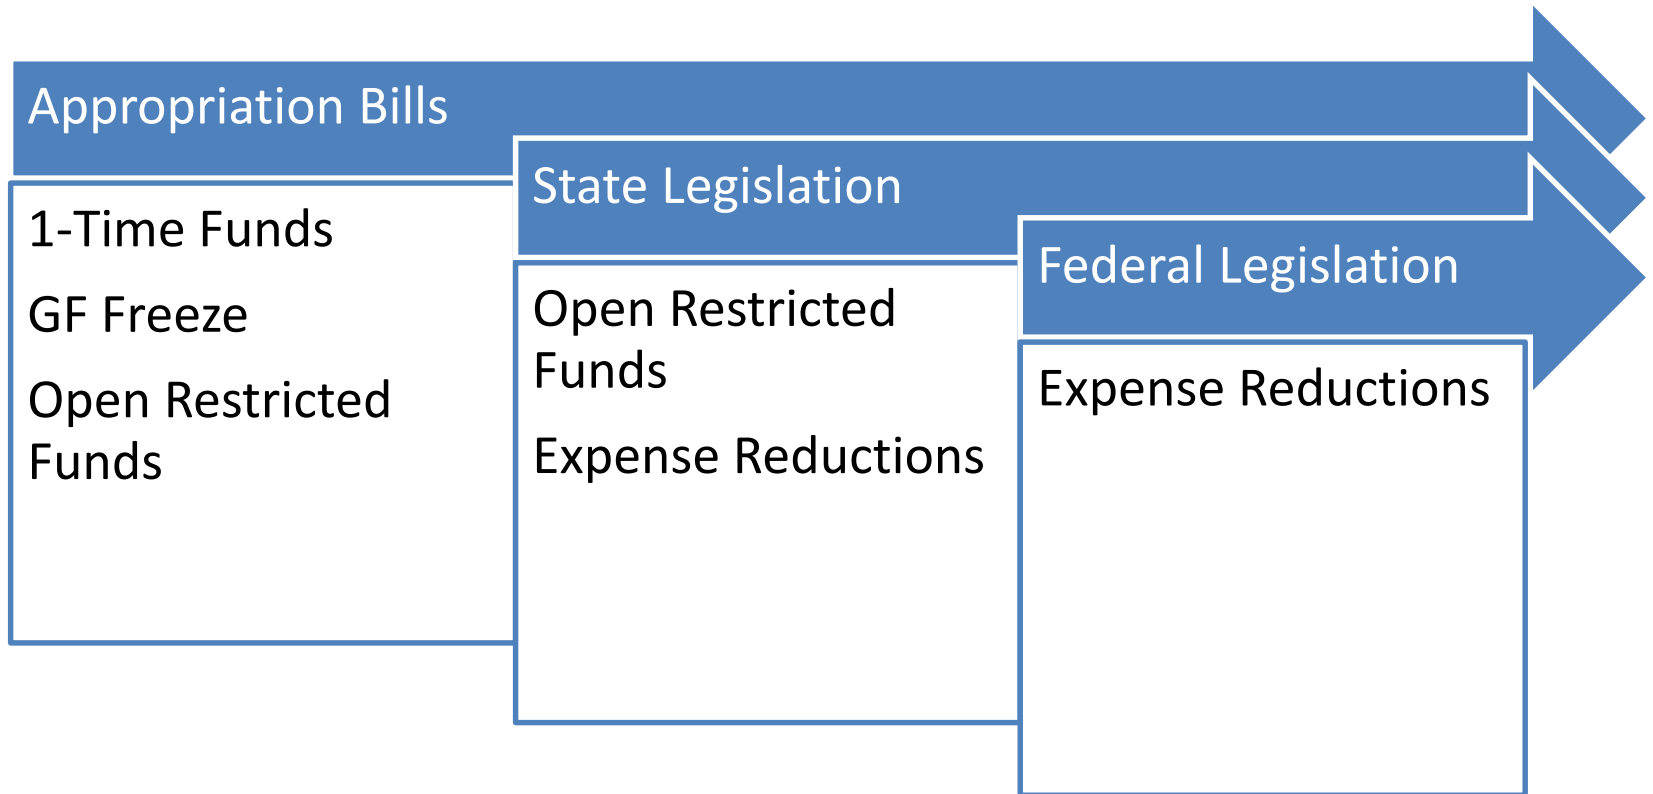 Appropriation Bills
1-Time Funds
GF Freeze
Open Restricted
Funds
State Legislation
Open Restricted
Funds
Expense Reductions
Federal Legislation
Expense Reductions